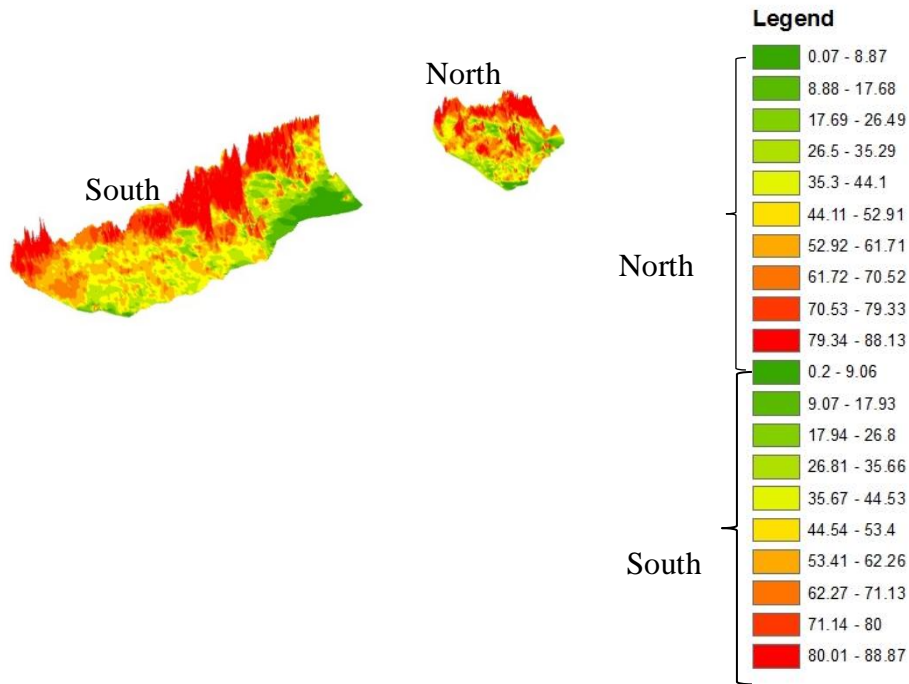 Legend
North
South
North
0.07 - 8.87
8.88 - 17.68
17.69 - 26.49
26.5 - 35.29
35.3 - 44.1
44.11 - 52.91
52.92 - 61.71
61.72 - 70.52
70.53 - 79.33
79.34 - 88.13
South
0.2 - 9.06
9.07 - 17.93
17.94 - 26.8
26.81 - 35.66
35.67 - 44.53
44.54 - 53.4
53.41 - 62.26
62.27 - 71.13
71.14 - 80
80.01 - 88.87